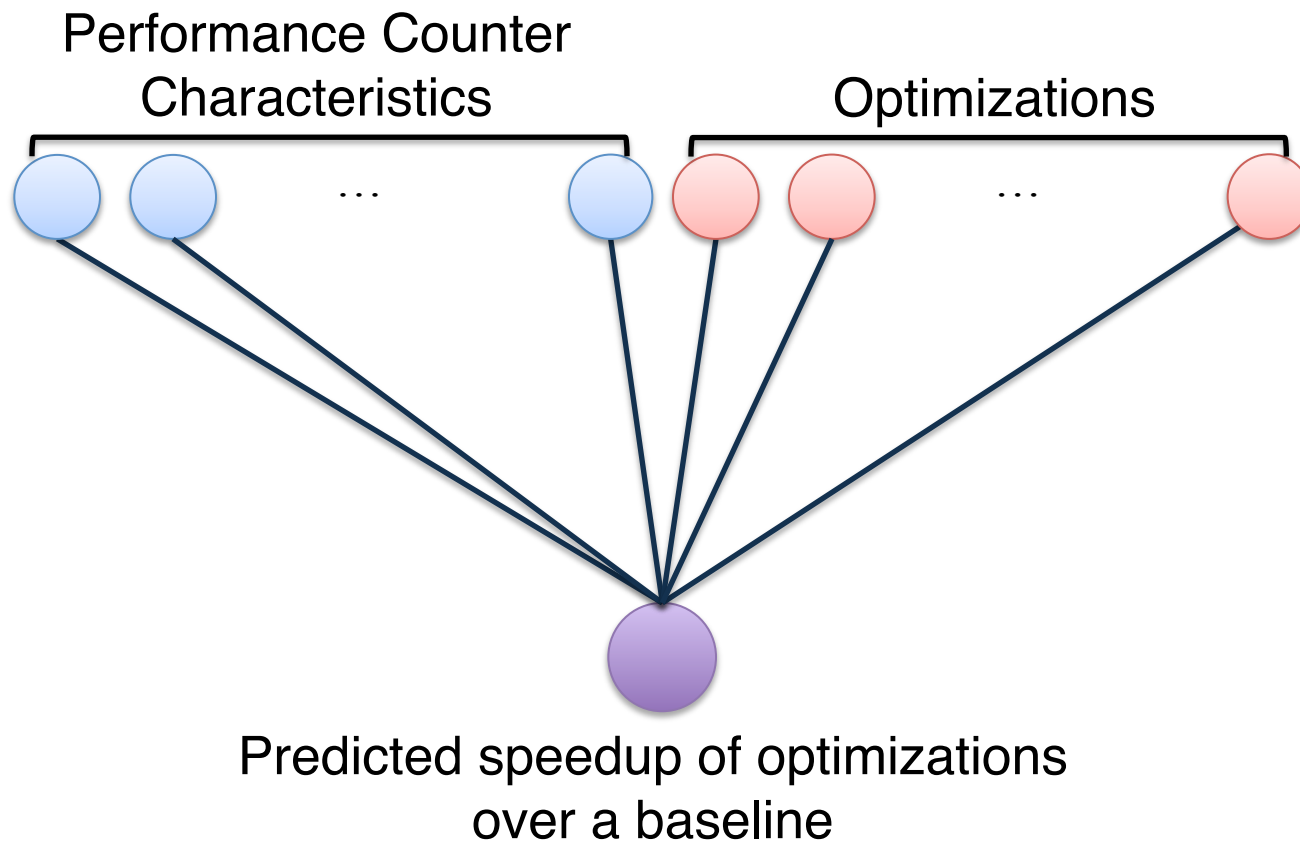 Performance Counter
Characteristics
Optimizations
...
...
Predicted speedup of optimizations
over a baseline